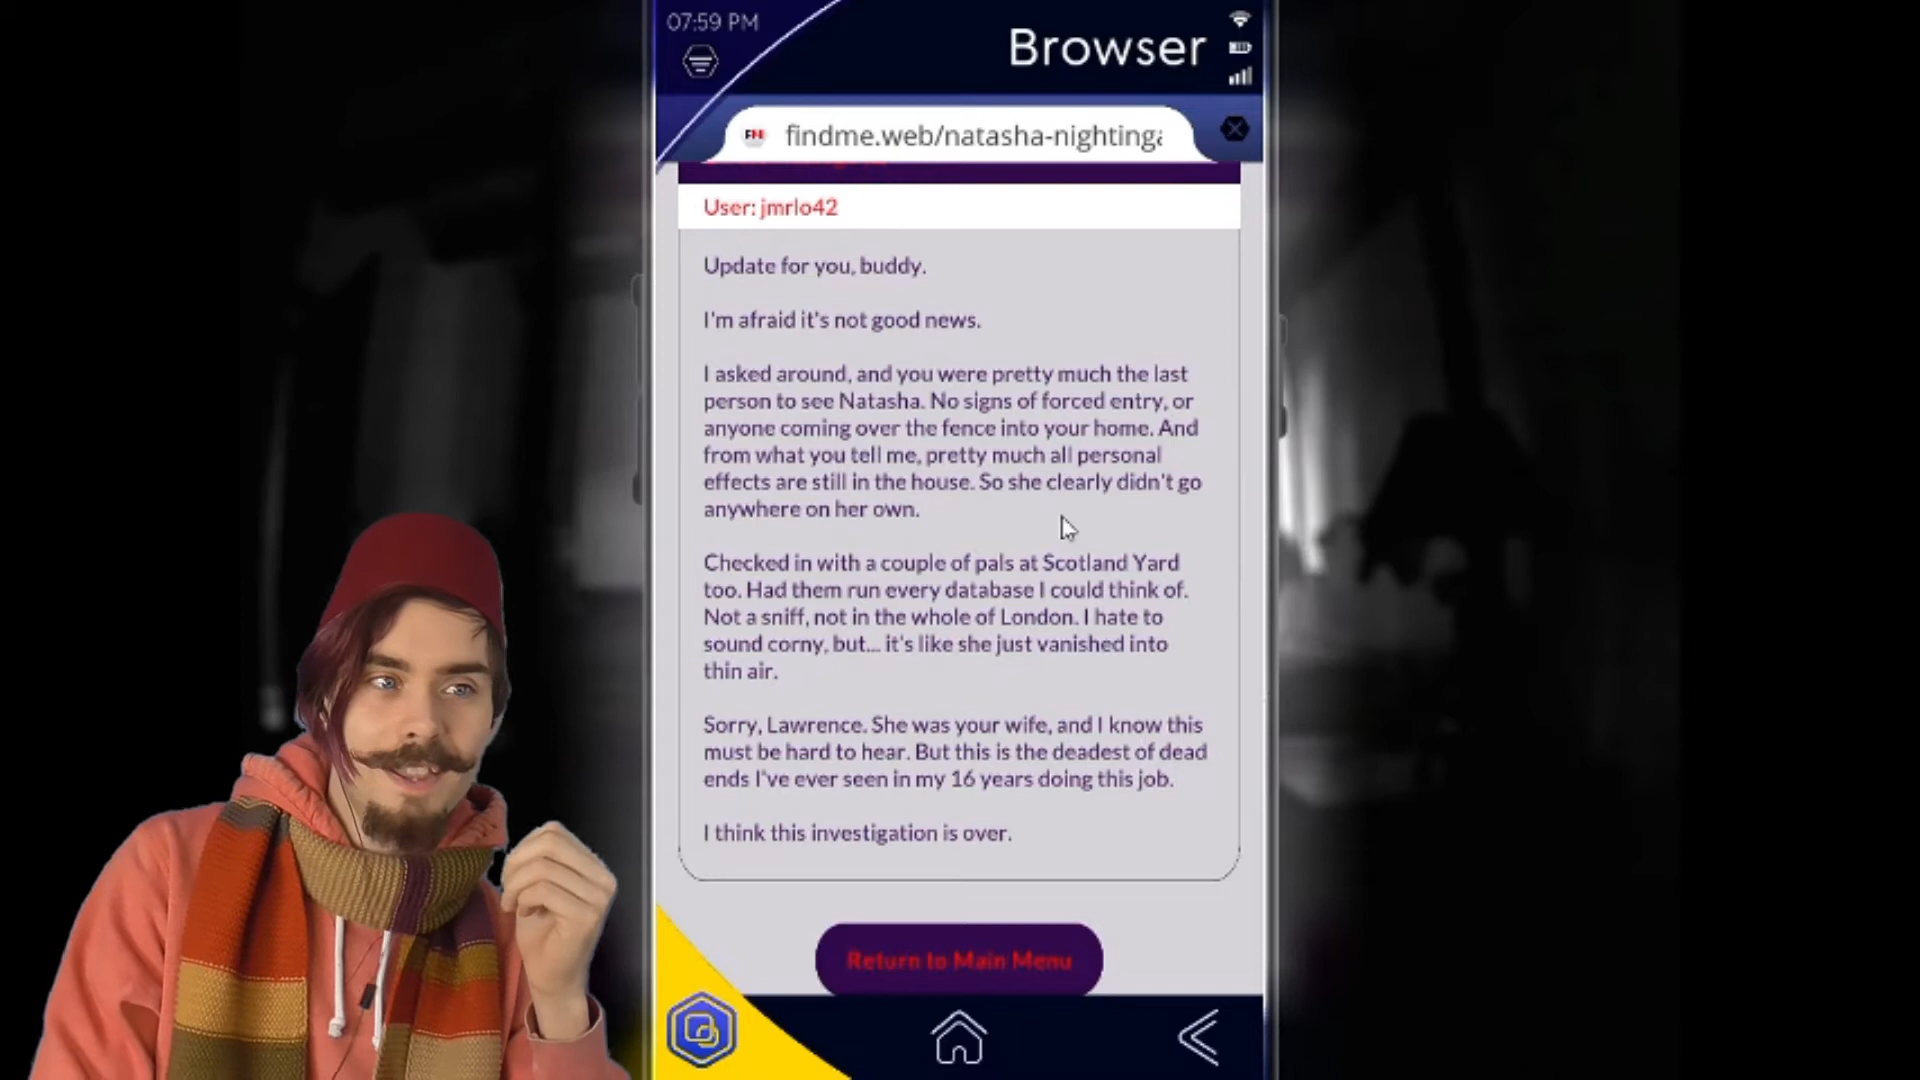 07:59 PM
Browser
FM
findme.web/natasha-nightinga
User: jmrlo42
Update for you, buddy.
I'm afraid it's not good news.
I asked around, and you were pretty much the last
person to see Natasha. No signs of forced entry, or
anyone coming over the fence into your home. And
from what you tell me, pretty much all personal
effects are still in the house. So she clearly didn't go
anywhere on her own.
Checked in with a couple of pals at Scotland Yard
too. Had them run every database I could think of.
Not a sniff, not in the whole of London. I hate to
sound corny, but... it's like she just vanished into
thin air.
Sorry, Lawrence. She was your wife, and I know this
must be hard to hear. But this is the deadest of dead
ends I've ever seen in my 16 years doing this job.
I think this investigation is over.
Return to Main Menu